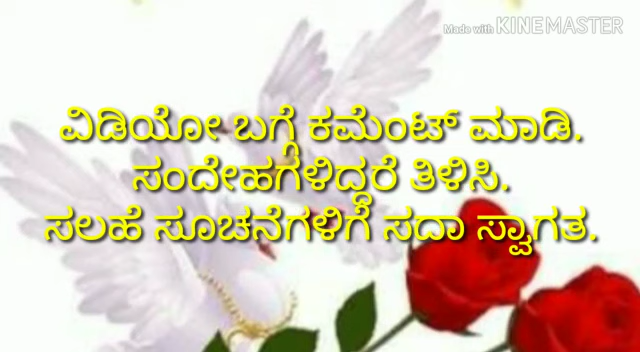 Made with KINEMASTER
ವಿಡಿಯೋ ಬಗ್ಗೆ ಕಮೆಂಟ್ ಮಾಡಿ.
ಸಂದೇಹಗಳಿದ್ದರೆ ತಿಳಿಸಿ.
ಸಲಹೆ ಸೂಚನೆಗಳಿಗೆ ಸದಾ ಸ್ವಾಗತ.